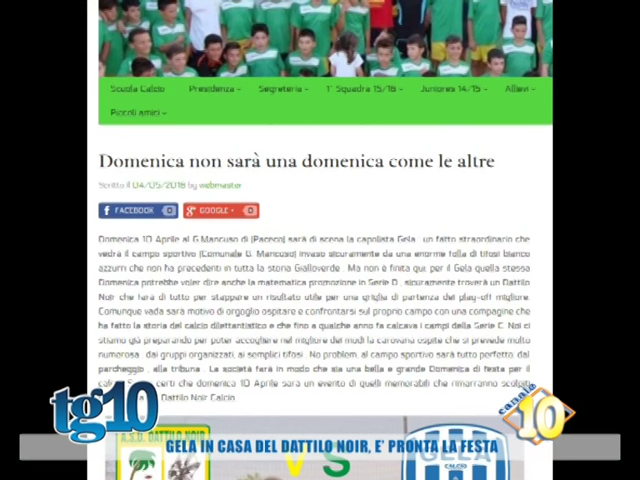 Scuola Calcio Presidenza Segreteria 1° Squadra 15/16 Juniores 14/15 Allievi
Piccoli amici
Domenica non sarà una domenica come le altre
Scritto il 04/05/2016 by webmaster
FACEBOOK 0 GOOGLE + 0
Domenica 10 Aprile al G.Mancuso di (Paceco) sarà di scena la capolista Gela : un fatto straordinario che
vedrà il campo sportivo (Comunale G. Mancuso) invaso sicuramente da una enorme folla di tifosi bianco
azzurri che non ha precedenti in tutta la storia Gialloverde . Ma non è finita qui, per il Gela quella stessa
Domenica potrebbe voler dire anche la matematica promozione in Serie D , sicuramente troverà un Dattilo
Noir che farà di tutto per stappare un risultato utile per una griglia di partenza dei play-off migliore.
Comunque vada sarà motivo di orgoglio ospitare e confrontarsi sul proprio campo con una compagine che
ha fatto la storia del calcio dilettantistico e che fino a qualche anno fa calcava i campi della Serie C. Noi ci
stiamo già preparando per poter accogliere nel migliore dei modi la carovana ospite che si prevede molto
numerosa . dai gruppi organizzati, ai semplici tifosi . No problem, al campo sportivo sarà tutto perfetto, dal
parcheggio , alla tribuna . La società farà in modo che sia una bella e grande Domenica di festa per il
certi che domenica 10 Aprile sarà un evento di quelli memorabili che rimarranno scolpiti
Dattilo Noir Calcio
tg10
canale 10
A.S.D. DATTILO NOIR
VS
GELA
CALCIO
GELA IN CASA DEL DATTILO NOIR, E' PRONTA LA FESTA